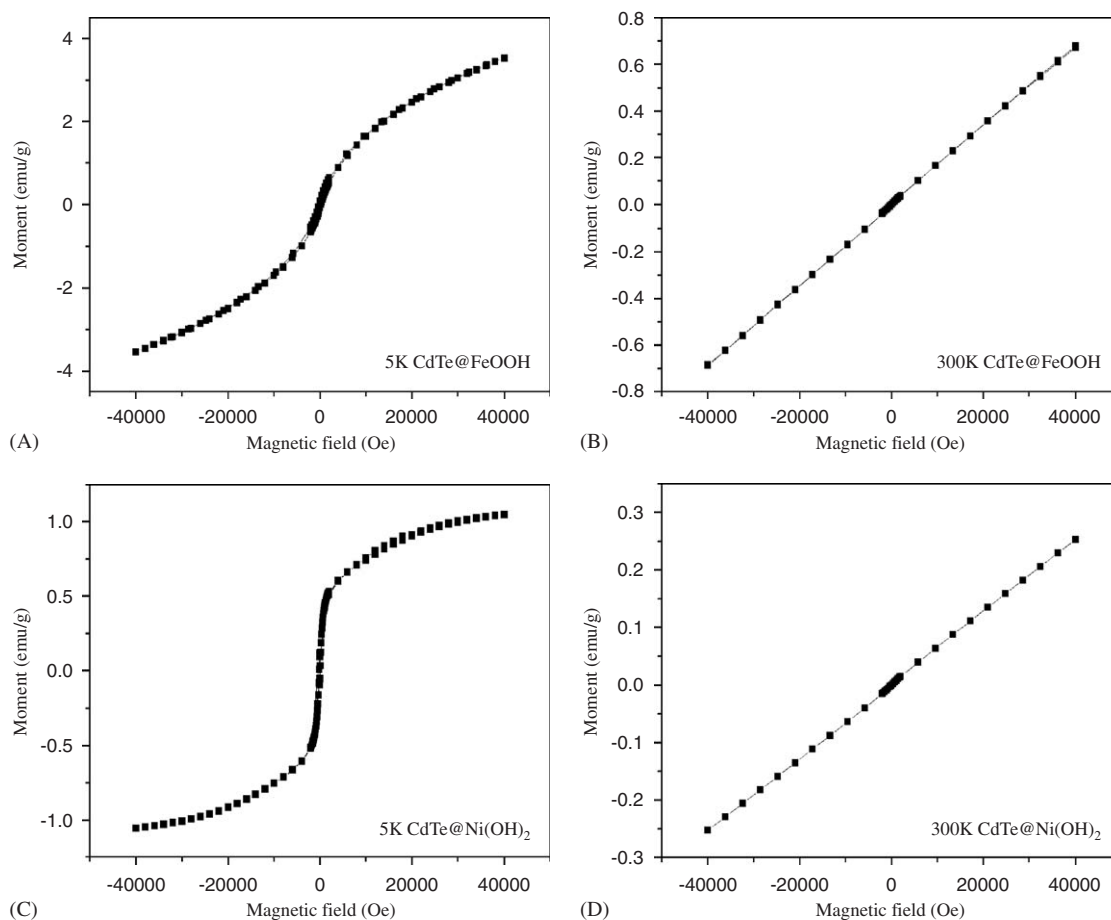 4
2
0
-2
-4
Moment (emu/g)
5K CdTe@FeOOH
-40000 -20000 0 20000 40000
Magnetic field (Oe)
(A)
0.8
0.6
0.4
0.2
0.0
-0.2
-0.4
-0.6
-0.8
Moment (emu/g)
300K CdTe@FeOOH
-40000 -20000 0 20000 40000
Magnetic field (Oe)
(B)
1.0
0.5
0.0
-0.5
-1.0
Moment (emu/g)
5K CdTe@Ni(OH)₂
-40000 -20000 0 20000 40000
Magnetic field (Oe)
(C)
0.3
0.2
0.1
0.0
-0.1
-0.2
-0.3
Moment (emu/g)
300K CdTe@Ni(OH)₂
-40000 -20000 0 20000 40000
Magnetic field (Oe)
(D)